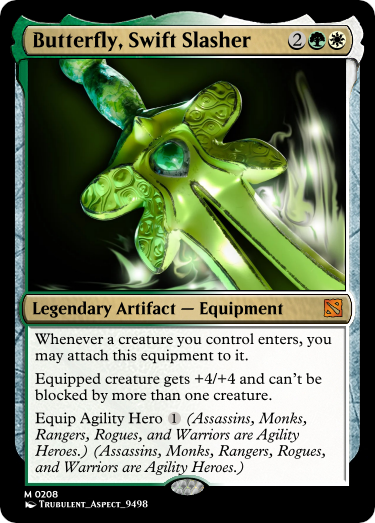 Butterfly, Swift Slasher 2
Legendary Artifact — Equipment
Whenever a creature you control enters, you
may attach this equipment to it.
Equipped creature gets +4/+4 and can't be
blocked by more than one creature.
Equip Agility Hero 1 (Assassins, Monks,
Rangers, Rogues, and Warriors are Agility
Heroes.) (Assassins, Monks, Rangers, Rogues,
and Warriors are Agility Heroes.)
M 0208
Trubulent_Aspect_9498